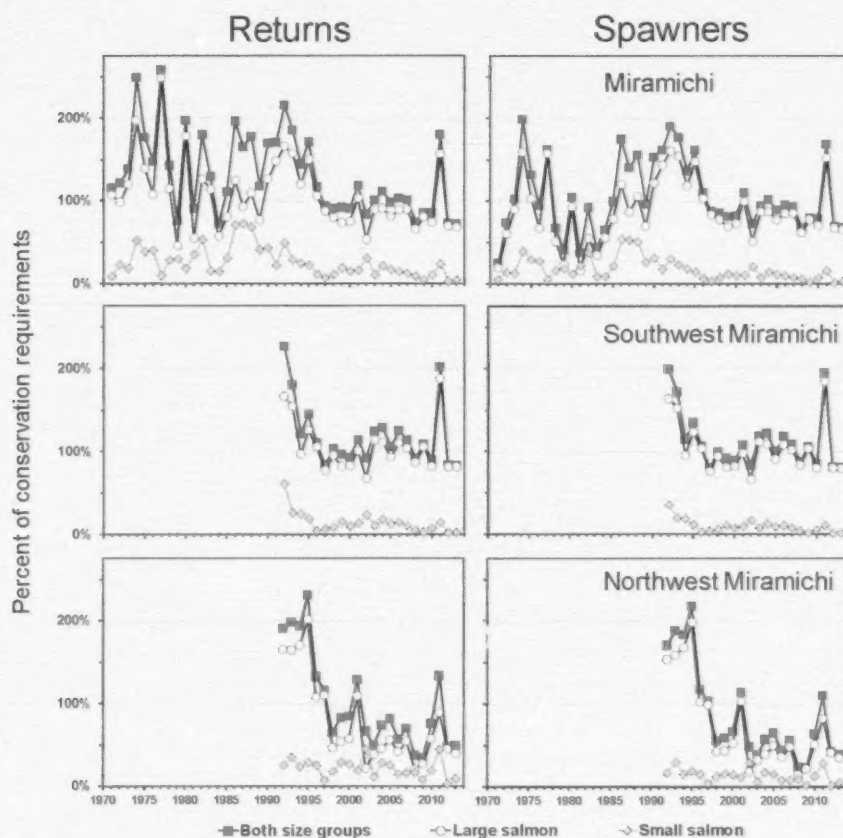 Returns
Spawners
Percent of conservation requirements
Miramichi
200%
100%
0%
Southwest Miramichi
200%
100%
0%
Northwest Miramichi
200%
100%
0%
1970 1975 1980 1985 1990 1995 2000 2005 2010
1970 1975 1980 1985 1990 1995 2000 2005 2010
Both size groups Large salmon Small salmon